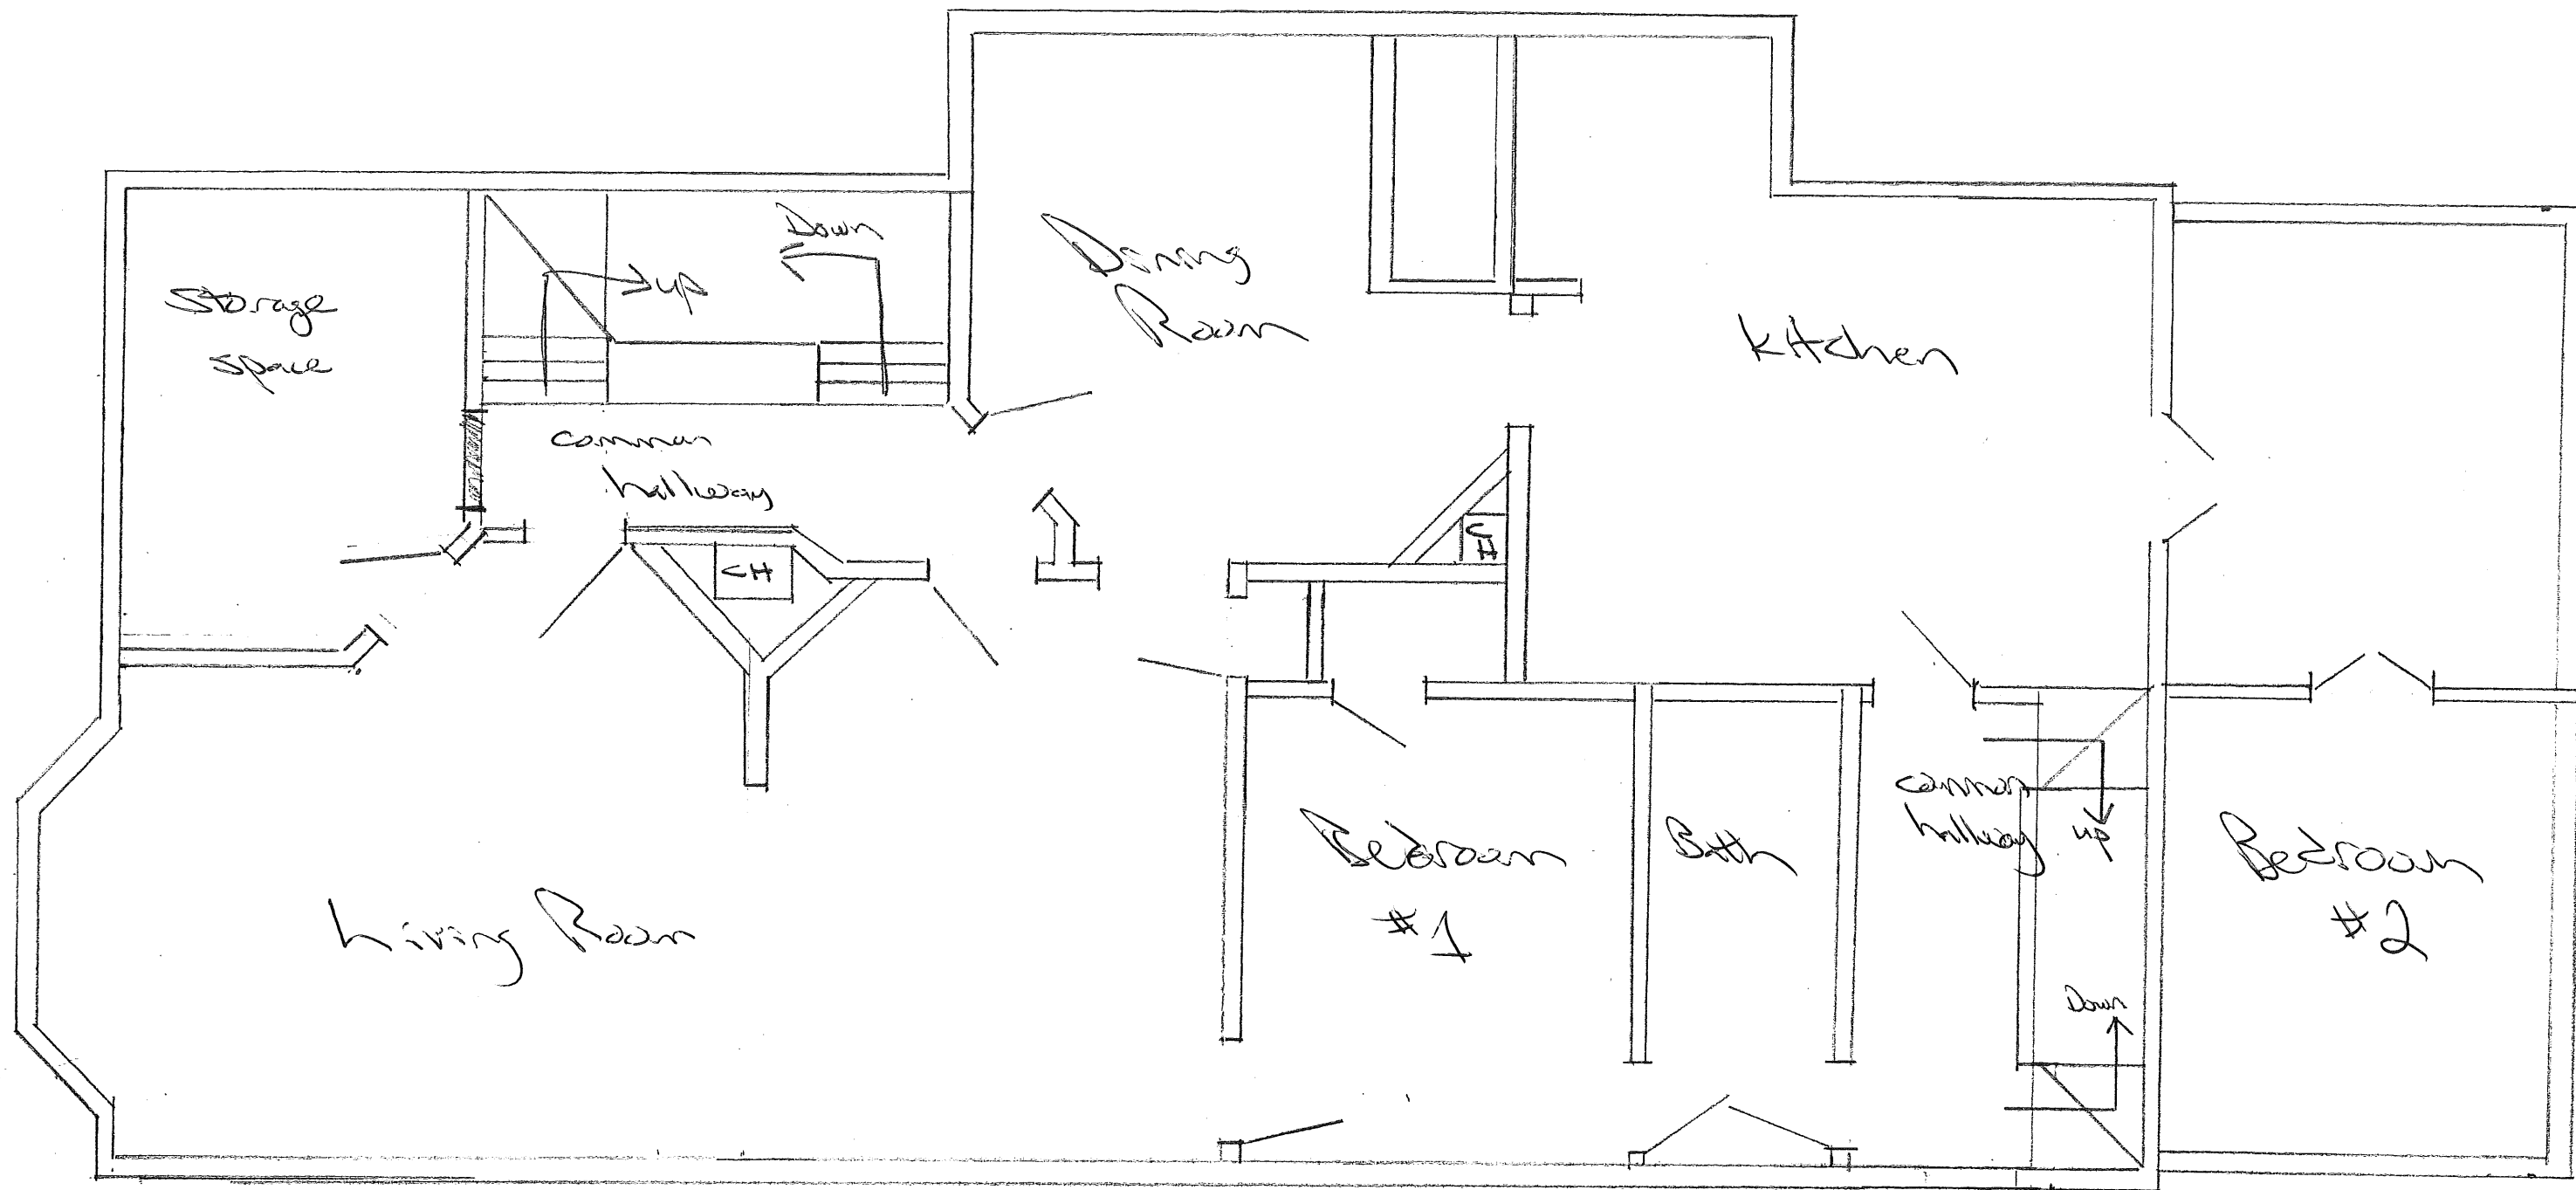 Down
up
Storage
space
Dining
Room
Kitchen
common
hallway
CH
CH
common
hallway
up
Bedroom
#1
Bath
Bedroom
#2
Living Room
Down